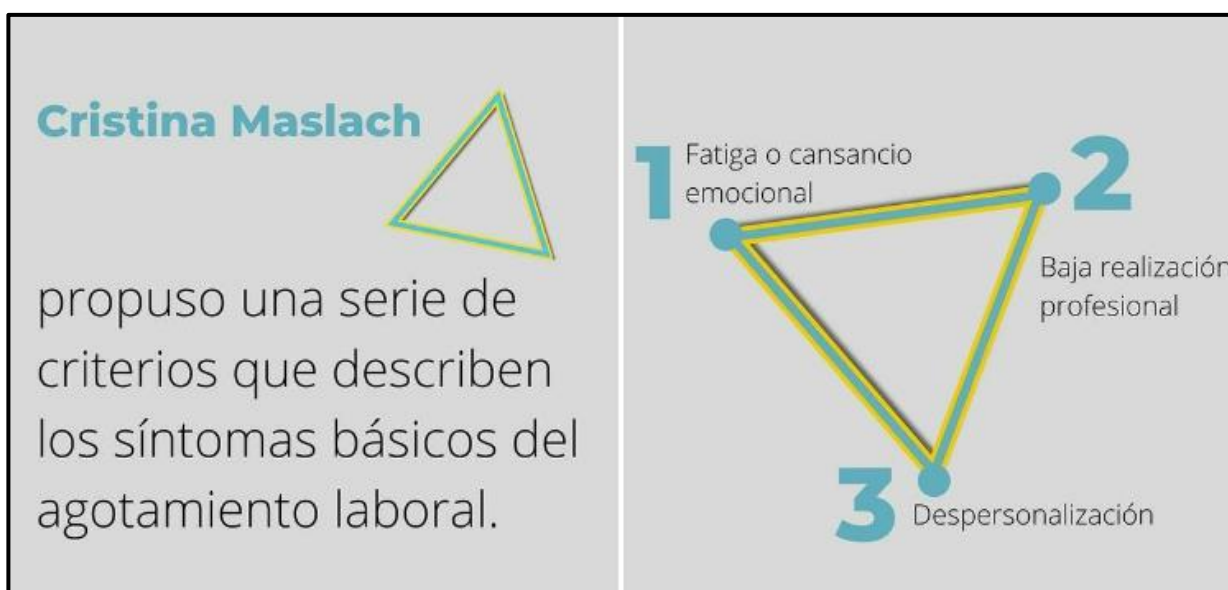 Cristina Maslach
propuso una serie de
criterios que describen
los síntomas básicos del
agotamiento laboral.
1
Fatiga o cansancio
emocional
2
Baja realización
profesional
3
Despersonalización